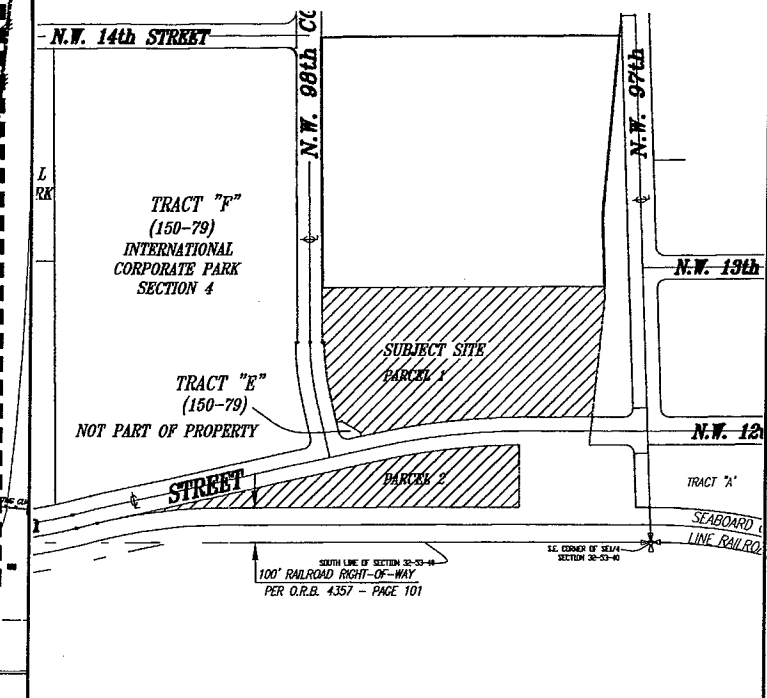 N.W. 14th STREET
N.W. 98th CO
N.W. 97th
L
RK
TRACT "F"
(150-79)
INTERNATIONAL
CORPORATE PARK
SECTION 4
N.W. 13th
SUBJECT SITE
PARCEL 1
TRACT "E"
(150-79)
NOT PART OF PROPERTY
N.W. 12
STREET
PARCEL 2
TRACT "A"
SEABOARD
LINE RAILRO
S.E. CORNER OF SE1/4
SECTION 32-53-40
SOUTH LINE OF SECTION 32-53-40
100' RAILROAD RIGHT-OF-WAY
PER O.R.B. 4357 - PAGE 101